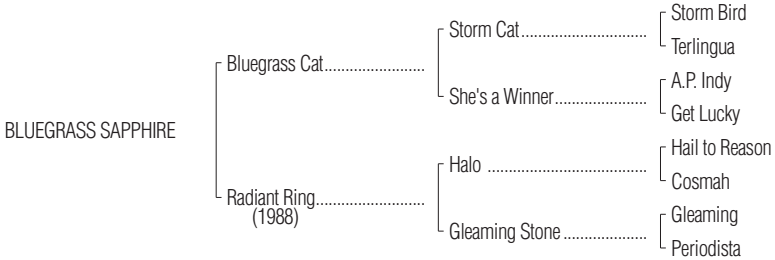 Storm Bird
Storm Cat..............................
Terlingua
Bluegrass Cat........................
A.P. Indy
She's a Winner......................
Get Lucky
BLUEGRASS SAPPHIRE
Hail to Reason
Halo .....................................
Cosmah
Radiant Ring..........................
(1988)
Gleaming
Gleaming Stone....................
Periodista